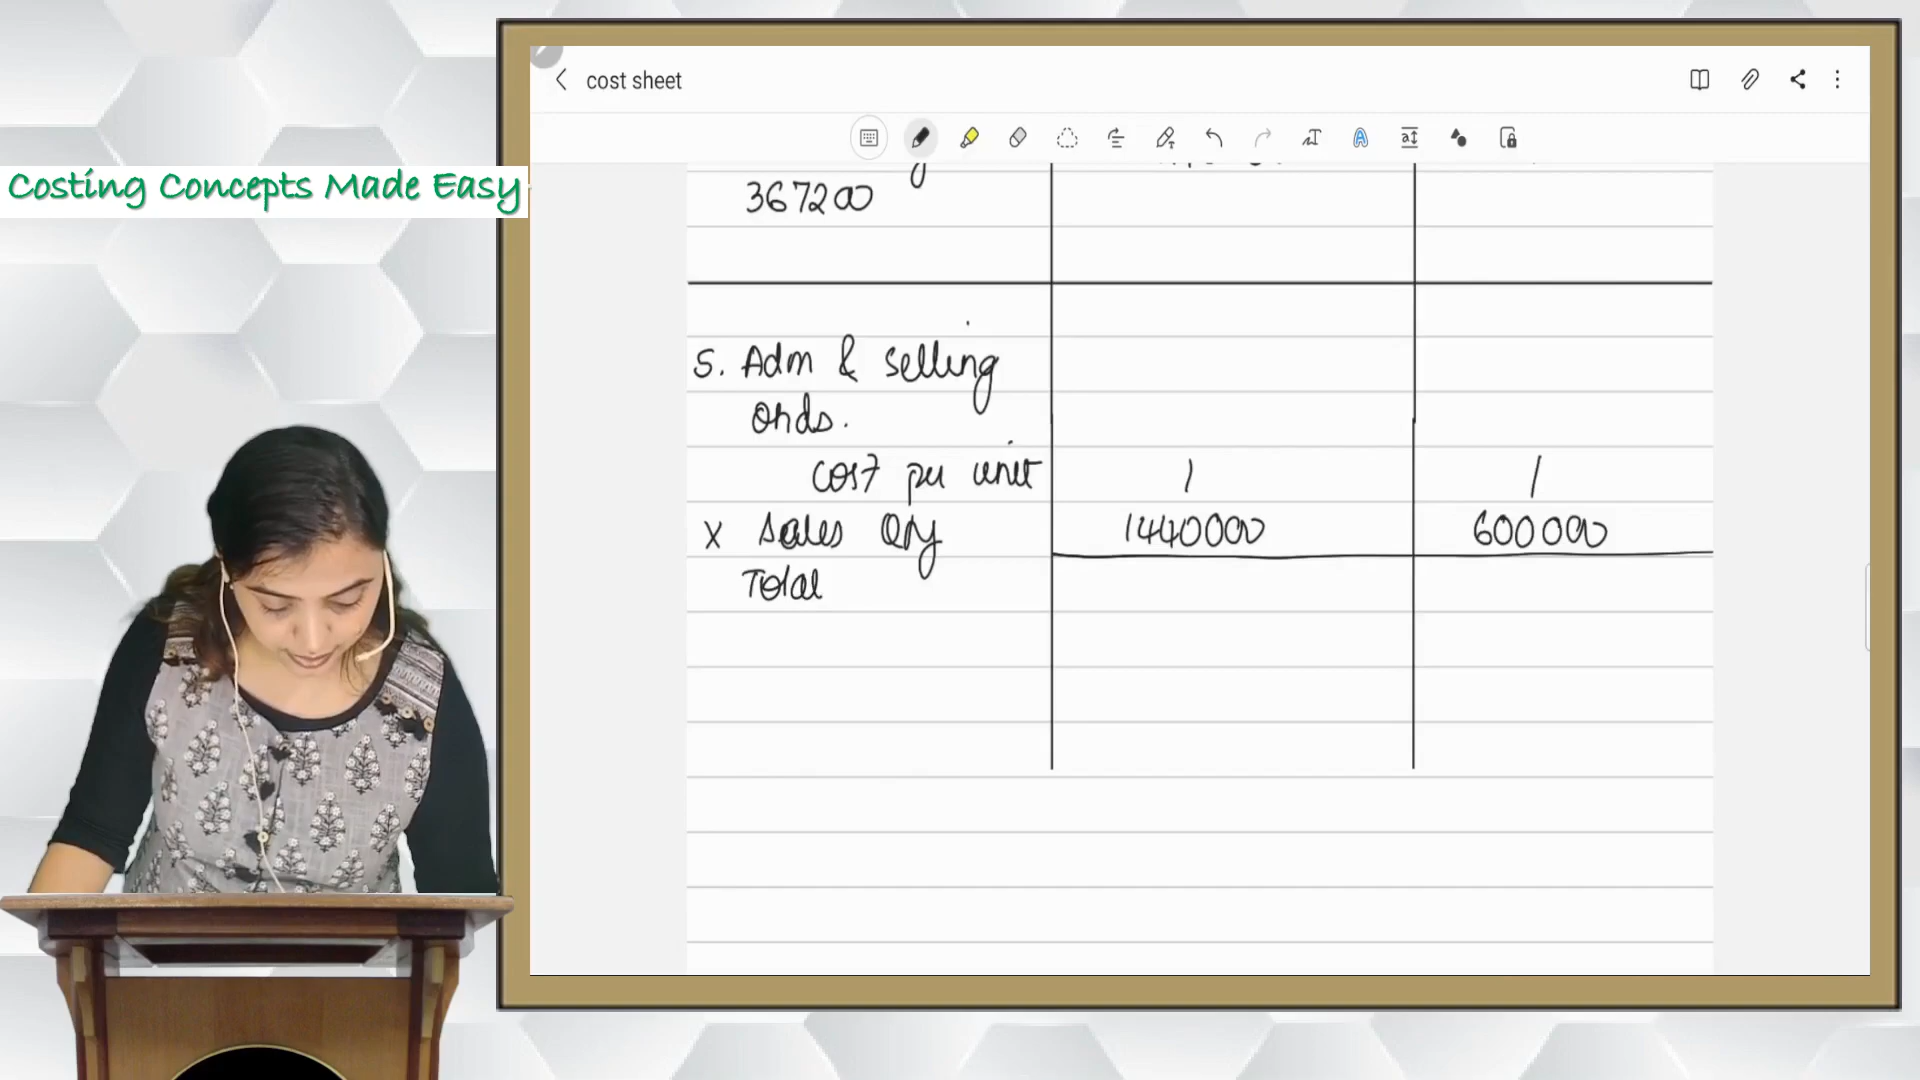 cost sheet
Costing Concepts Made Easy
367200
5. Adm & selling
ohds.
cost per unit 1 1
x sales Qty 1440000 600000
Total